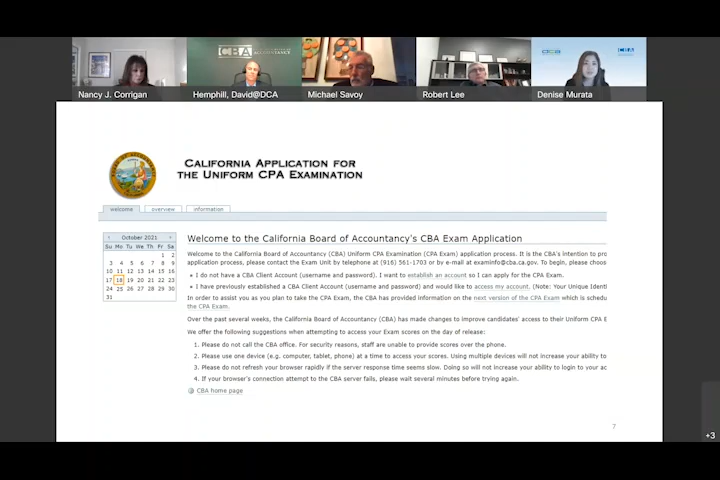 CBA
ACCOUNTANCY
CBA
Nancy J. Corrigan
Hemphill, David@DCA
Michael Savoy
Robert Lee
Denise Murata
CALIFORNIA APPLICATION FOR
THE UNIFORM CPA EXAMINATION
welcome
overview
information
October 2021
Su Mo Tu We Th Fr Sa
1 2
3 4 5 6 7 8 9
10 11 12 13 14 15 16
17 18 19 20 21 22 23
24 25 26 27 28 29 30
31
Welcome to the California Board of Accountancy's CBA Exam Application
Welcome to the California Board of Accountancy (CBA) Uniform CPA Examination (CPA Exam) application process. It is the CBA's intention to pro
application process, please contact the Exam Unit by telephone at (916) 561-1703 or by e-mail at examinfo@cba.ca.gov. To begin, please choos
I do not have a CBA Client Account (username and password). I want to establish an account so I can apply for the CPA Exam.
I have previously established a CBA Client Account (username and password) and would like to access my account. (Note: Your Unique Identi
In order to assist you as you plan to take the CPA Exam, the CBA has provided information on the next version of the CPA Exam which is schedu
the CPA Exam.
Over the past several weeks, the California Board of Accountancy (CBA) has made changes to improve candidates' access to their Uniform CPA E
We offer the following suggestions when attempting to access your Exam scores on the day of release:
1. Please do not call the CBA office. For security reasons, staff are unable to provide scores over the phone.
2. Please use one device (e.g. computer, tablet, phone) at a time to access your scores. Using multiple devices will not increase your ability to
3. Please do not refresh your browser rapidly if the server response time seems slow. Doing so will not increase your ability to login to your ac
4. If your browser's connection attempt to the CBA server fails, please wait several minutes before trying again.
CBA home page
7
+3